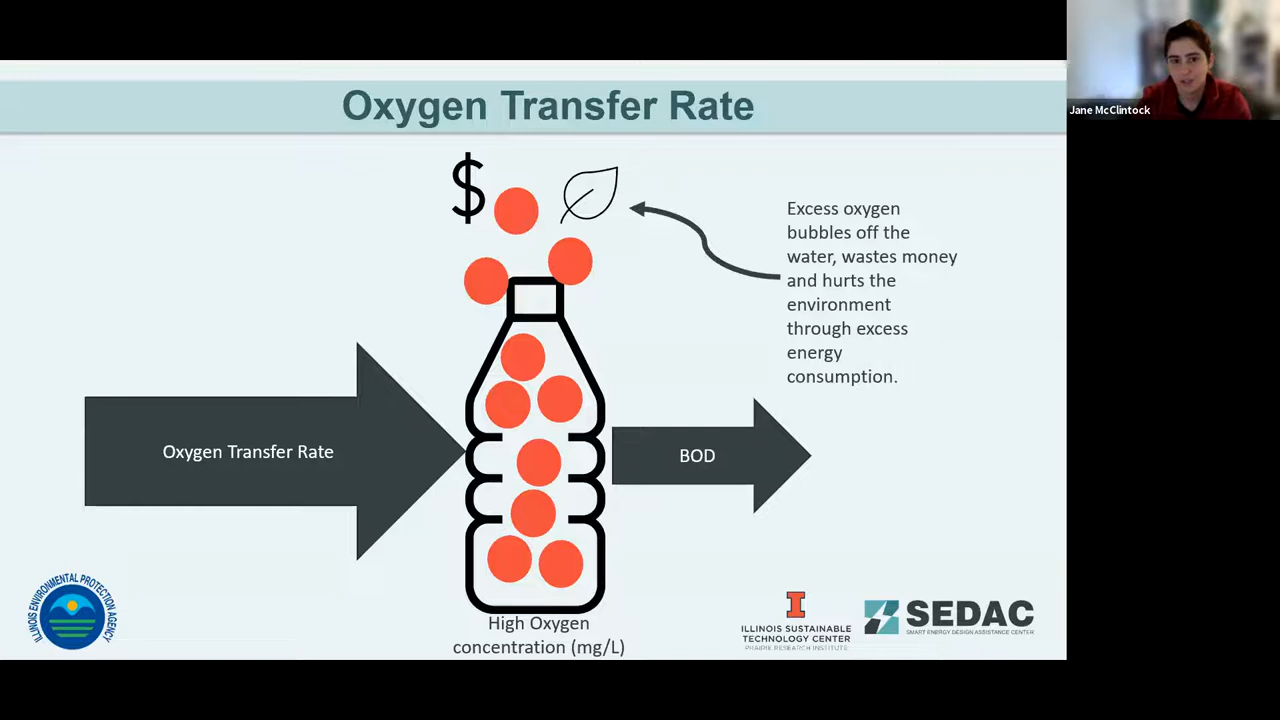 Oxygen Transfer Rate
Jane McClintock
$
Excess oxygen
bubbles off the
water, wastes money
and hurts the
environment
through excess
energy
consumption.
Oxygen Transfer Rate
BOD
High Oxygen
concentration (mg/L)
ILLINOIS ENVIRONMENTAL PROTECTION AGENCY
I
ILLINOIS SUSTAINABLE
TECHNOLOGY CENTER
PRAIRIE RESEARCH INSTITUTE
SEDAC
SMART ENERGY DESIGN ASSISTANCE CENTER